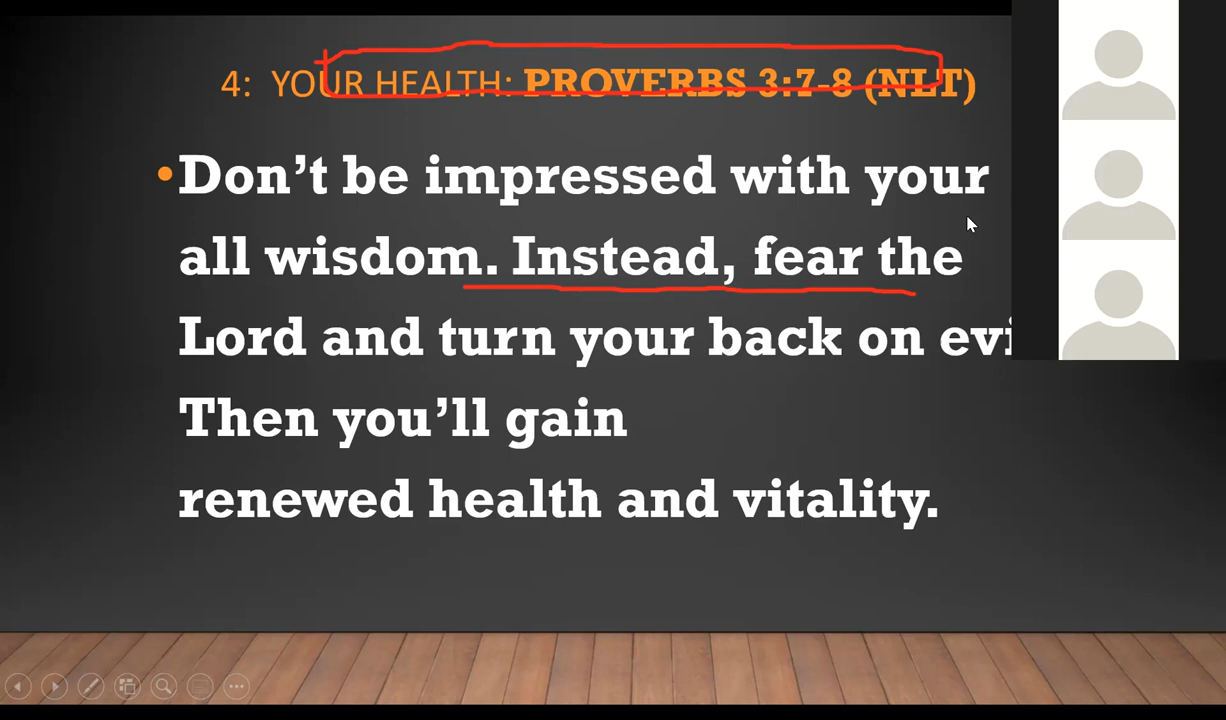 4: YOUR HEALTH: PROVERBS 3:7-8 (NLT)
•Don’t be impressed with your
all wisdom. Instead, fear the
Lord and turn your back on
Then you’ll gain
renewed health and vitality.